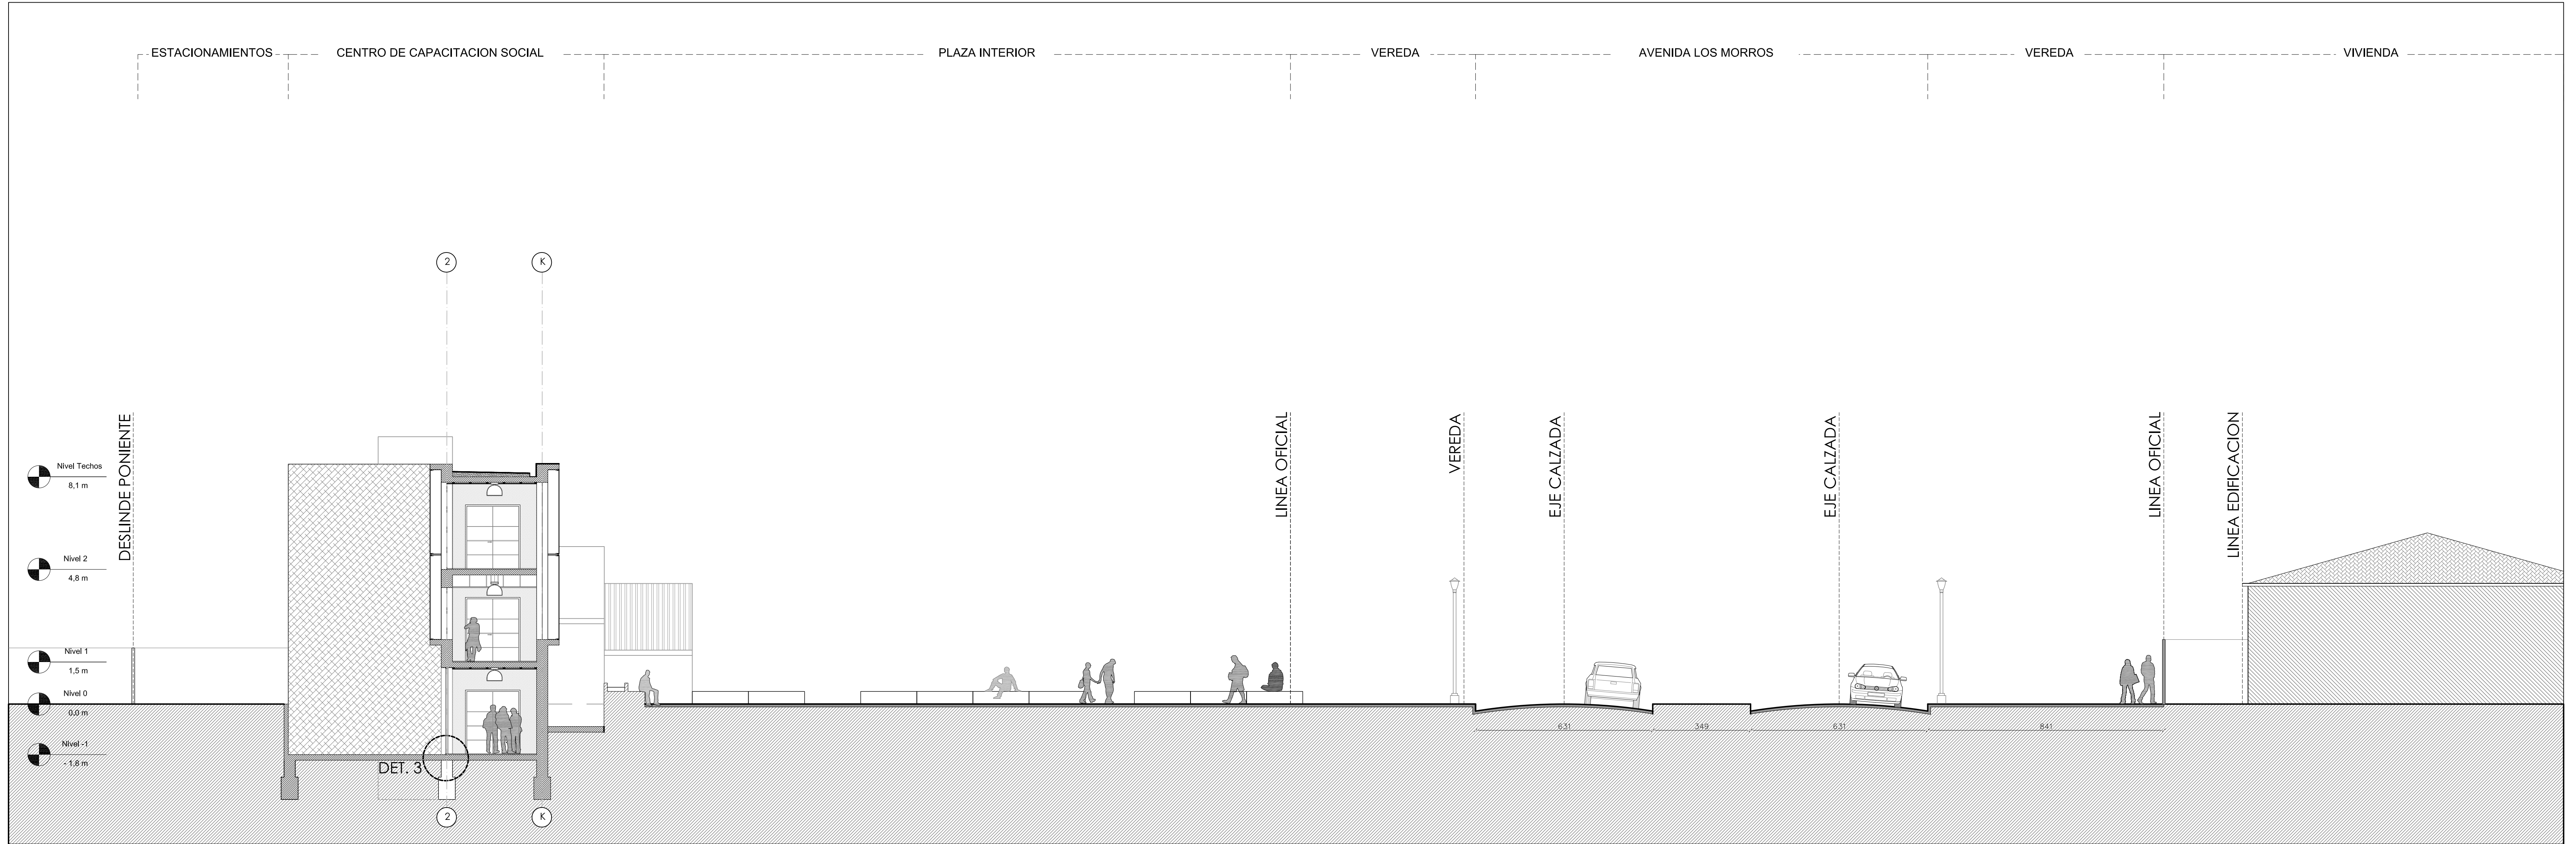 ESTACIONAMIENTOS
CENTRO DE CAPACITACION SOCIAL
PLAZA INTERIOR
VEREDA
AVENIDA LOS MORROS
VEREDA
VIVIENDA
2
K
DESLINDE PONIENTE
LINEA OFICIAL
VEREDA
EJE CALZADA
EJE CALZADA
LINEA OFICIAL
LINEA EDIFICACION
Nivel Techos
8,1 m
Nivel 2
4,8 m
Nivel 1
1,5 m
Nivel 0
0,0 m
Nivel -1
- 1,8 m
631
349
631
841
DET. 3
2
K